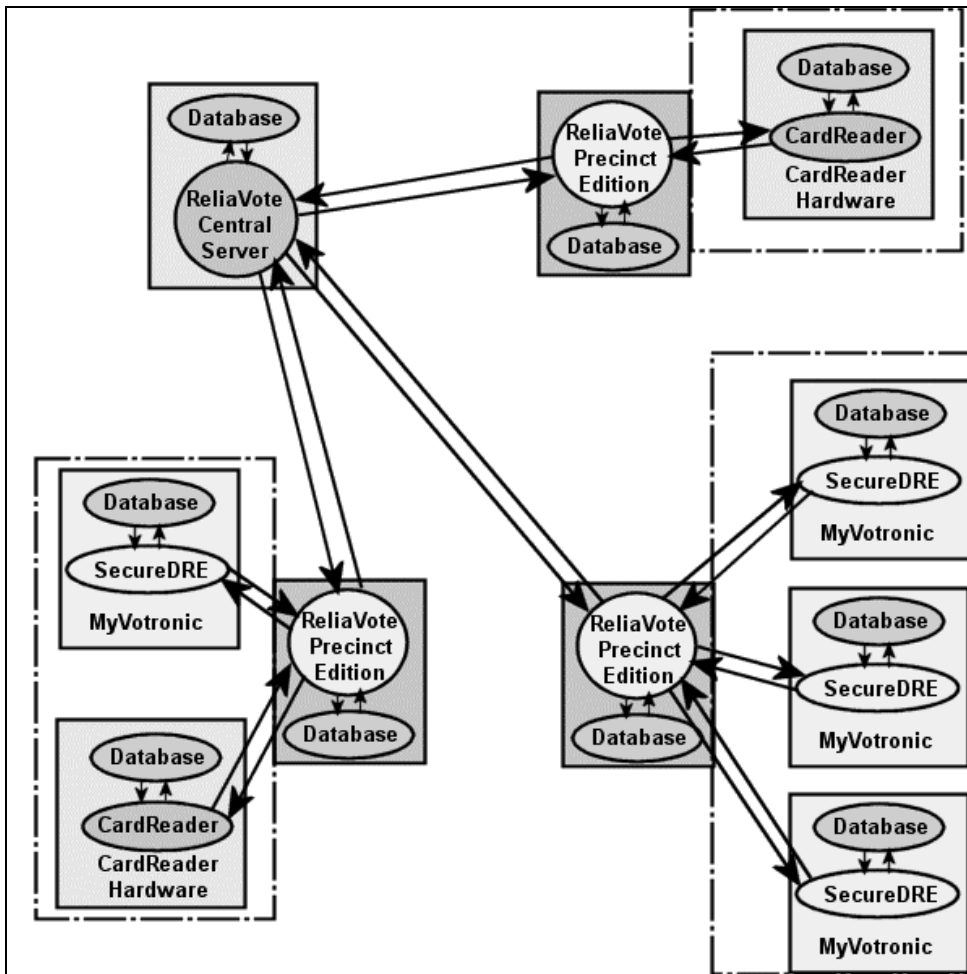 Database
CardReader
CardReader
Hardware
ReliaVote
Precinct
Edition
Database
Database
ReliaVote
Central
Server
Database
SecureDRE
MyVotronic
Database
SecureDRE
MyVotronic
Database
SecureDRE
MyVotronic
Database
SecureDRE
MyVotronic
ReliaVote
Precinct
Edition
Database
ReliaVote
Precinct
Edition
Database
Database
CardReader
CardReader
Hardware